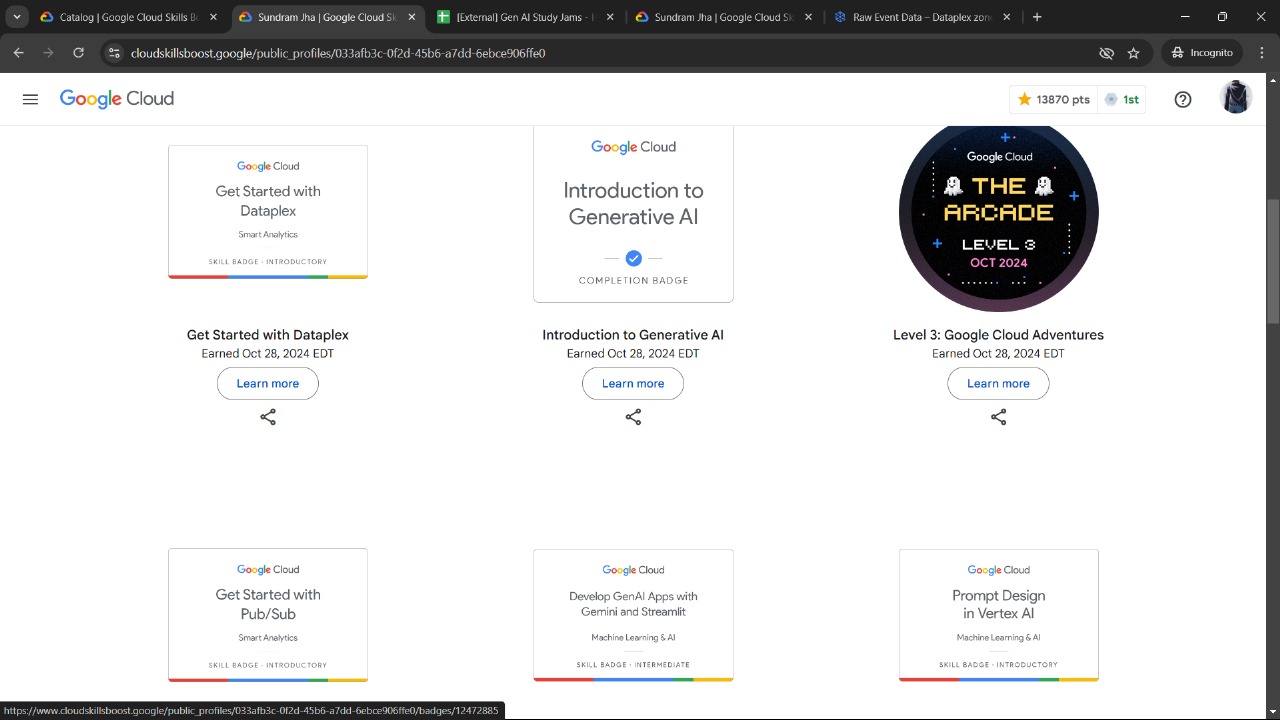 Catalog | Google Cloud Skills Bo
Sundram Jha | Google Cloud Sk
[External] Gen AI Study Jams -
Sundram Jha | Google Cloud Sk
Raw Event Data – Dataplex zon
cloudskillsboost.google/public_profiles/033afb3c-0f2d-45b6-a7dd-6ebce906ffe0
Incognito
Google Cloud
13870 pts
1st
Google Cloud
Get Started with
Dataplex
Smart Analytics
SKILL BADGE · INTRODUCTORY
Google Cloud
Introduction to
Generative AI
COMPLETION BADGE
Google Cloud
THE
ARCADE
LEVEL 3
OCT 2024
Get Started with Dataplex
Earned Oct 28, 2024 EDT
Learn more
Introduction to Generative AI
Earned Oct 28, 2024 EDT
Learn more
Level 3: Google Cloud Adventures
Earned Oct 28, 2024 EDT
Learn more
Google Cloud
Get Started with
Pub/Sub
Smart Analytics
SKILL BADGE · INTRODUCTORY
Google Cloud
Develop GenAI Apps with
Gemini and Streamlit
Machine Learning & AI
SKILL BADGE · INTERMEDIATE
Google Cloud
Prompt Design
in Vertex AI
Machine Learning & AI
SKILL BADGE · INTRODUCTORY
https://www.cloudskillsboost.google/public_profiles/033afb3c-0f2d-45b6-a7dd-6ebce906ffe0/badges/12472885